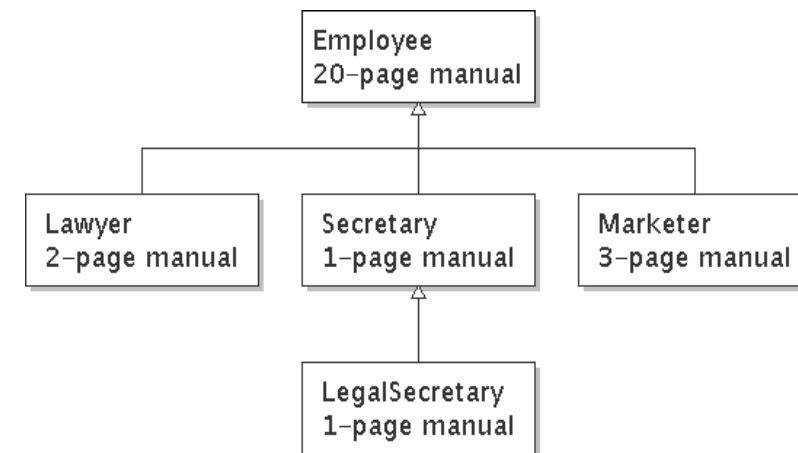 Employee
20-page manual
Lawyer
2-page manual
Secretary
1-page manual
Marketer
3-page manual
LegalSecretary
1-page manual